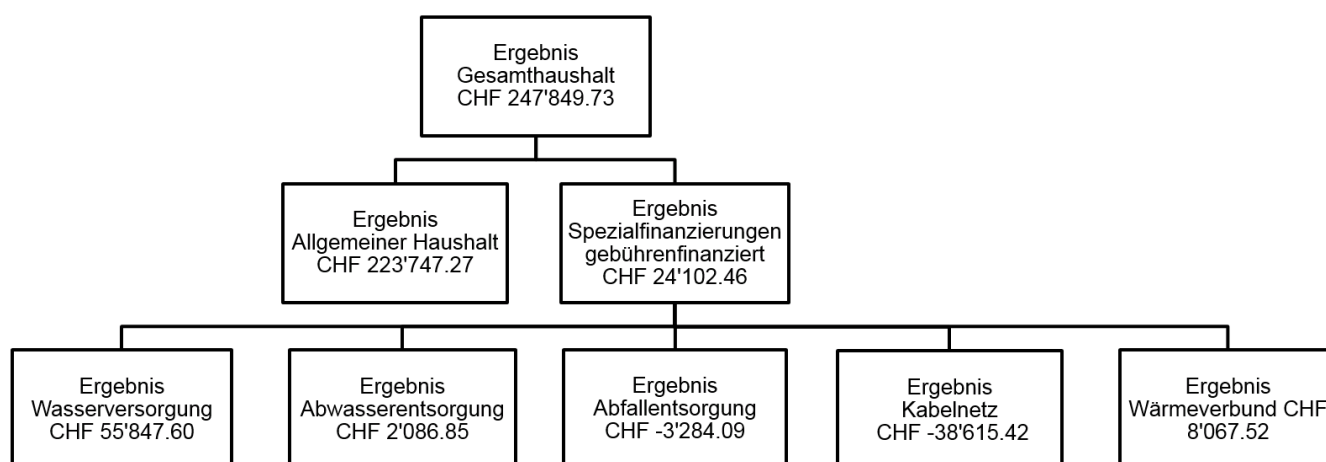 Ergebnis
Gesamthaushalt
CHF 247'849.73
Ergebnis
Allgemeiner Haushalt
CHF 223'747.27
Ergebnis
Spezialfinanzierungen
gebührenfinanziert
CHF 24'102.46
Ergebnis
Wasserversorgung
CHF 55'847.60
Ergebnis
Abwasserentsorgung
CHF 2'086.85
Ergebnis
Abfallentsorgung
CHF -3'284.09
Ergebnis
Kabelnetz
CHF -38'615.42
Ergebnis
Wärmeverbund CHF
8'067.52